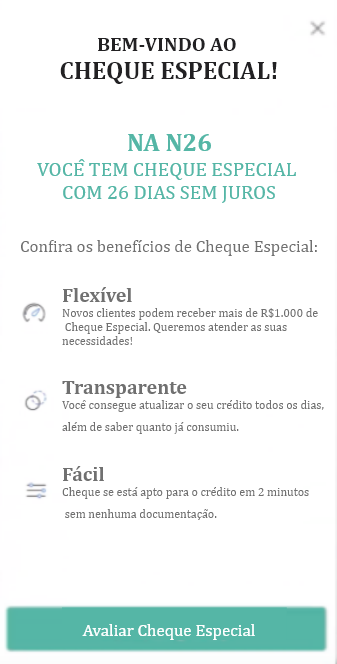 BEM-VINDO AO
CHEQUE ESPECIAL!
NA N26
VOCÊ TEM CHEQUE ESPECIAL
COM 26 DIAS SEM JUROS
Confira os benefícios de Cheque Especial:
Flexível
Novos clientes podem receber mais de R$1.000 de
Cheque Especial. Queremos atender as suas
necessidades!
Transparente
Você consegue atualizar o seu crédito todos os dias,
além de saber quanto já consumiu.
Fácil
Cheque se está apto para o crédito em 2 minutos
sem nenhuma documentação.
Avaliar Cheque Especial